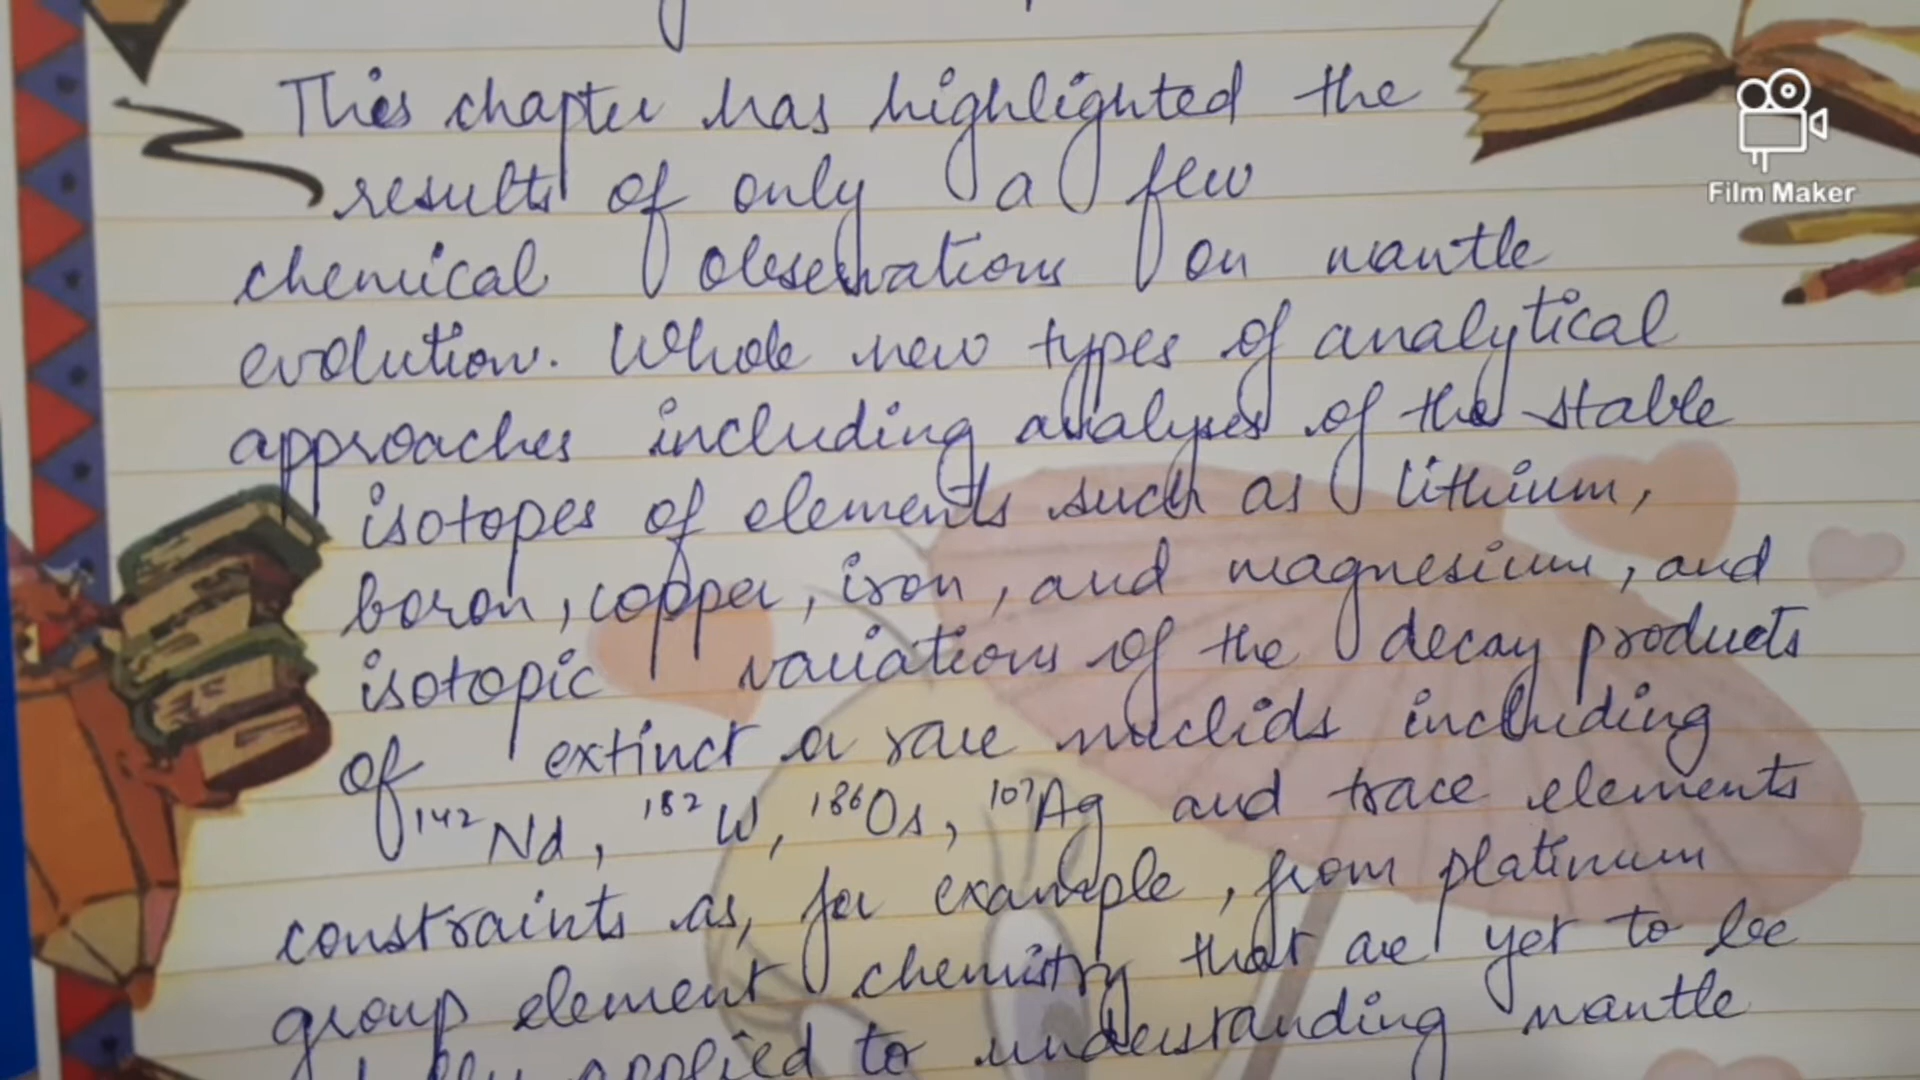 This chapter has highlighted the
results of only a few
chemical observations on mantle
evolution. Whole new types of analytical
approaches including analyses of the stable
isotopes of elements such as lithium,
boron, copper, iron, and magnesium, and
isotopic variations of the decay products
of extinct or rare nuclids including
¹⁴²Nd, ¹⁸²W, ¹⁸⁶Os, ¹⁰⁷Ag and trace elements
constraints as, for example, from platinum
group element chemistry that are yet to be
applied to understanding mantle
Film Maker